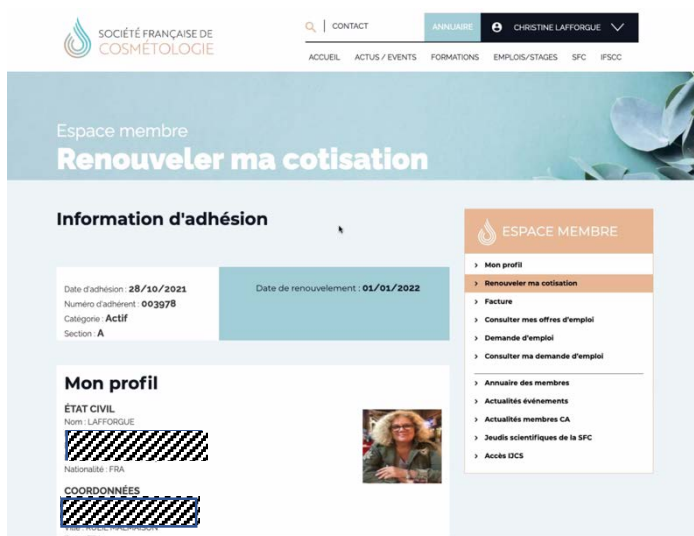 SOCIÉTÉ FRANÇAISE DE
COSMÉTOLOGIE
CONTACT
ANNUAIRE
CHRISTINE LAFFORGUE
ACCUEIL
ACTUS / EVENTS
FORMATIONS
EMPLOIS/STAGES
SFC
IFSCC
Espace membre
Renouveler ma cotisation
Information d'adhésion
Date d'adhésion : 28/10/2021
Numéro d'adhérent : 003978
Catégorie : Actif
Section : A
Date de renouvelement : 01/01/2022
Mon profil
ÉTAT CIVIL
Nom : LAFFORGUE
Nationalité : FRA
COORDONNÉES
ESPACE MEMBRE
> Mon profil
> Renouveler ma cotisation
> Facture
> Consulter mes offres d'emploi
> Demande d'emploi
> Consulter ma demande d'emploi
> Annuaire des membres
> Actualités événements
> Actualités membres CA
> Jeudis scientifiques de la SFC
> Accès IJCS